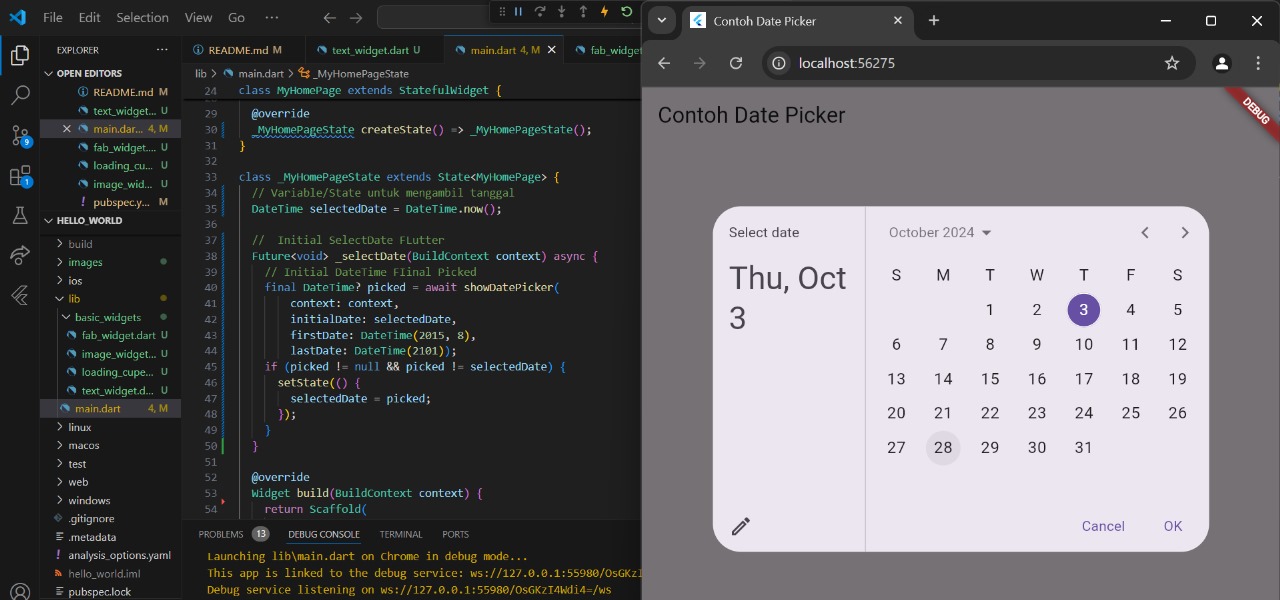 File Edit Selection View Go ···
EXPLORER ···
OPEN EDITORS
README.md M
text_widget... U
main.dar... 4, M
fab_widget... U
loading_cu... U
image_wid... U
pubspec.y... M
HELLO_WORLD
build
images
ios
lib
basic_widgets
fab_widget.dart U
image_widget... U
loading_cupe... U
text_widget.d... U
main.dart 4, M
linux
macos
test
web
windows
.gitignore
.metadata
analysis_options.yaml
hello_world.iml
pubspec.lock
9
1
README.md M text_widget.dart U main.dart 4, M fab_widget
lib > main.dart > _MyHomePageState
24 class MyHomePage extends StatefulWidget {
29 @override
30 _MyHomePageState createState() => _MyHomePageState();
31 }
32
33 class _MyHomePageState extends State<MyHomePage> {
34 // Variable/State untuk mengambil tanggal
35 DateTime selectedDate = DateTime.now();
36
37 //  Initial SelectDate FLutter
38 Future<void> _selectDate(BuildContext context) async {
39 // Initial DateTime FIinal Picked
40 final DateTime? picked = await showDatePicker(
41 context: context,
42 initialDate: selectedDate,
43 firstDate: DateTime(2015, 8),
44 lastDate: DateTime(2101));
45 if (picked != null && picked != selectedDate) {
46 setState(() {
47 selectedDate = picked;
48 });
49 }
50 }
51
52 @override
53 Widget build(BuildContext context) {
54 return Scaffold(
PROBLEMS 13 DEBUG CONSOLE TERMINAL PORTS
Launching lib\main.dart on Chrome in debug mode...
This app is linked to the debug service: ws://127.0.0.1:55980/OsGKzI
Debug service listening on ws://127.0.0.1:55980/OsGKzI4Wdi4=/ws
Contoh Date Picker
localhost:56275
Contoh Date Picker
DEBUG
Select date
Thu, Oct
3
October 2024
S M T W T F S
1 2 3 4 5
6 7 8 9 10 11 12
13 14 15 16 17 18 19
20 21 22 23 24 25 26
27 28 29 30 31
Cancel OK